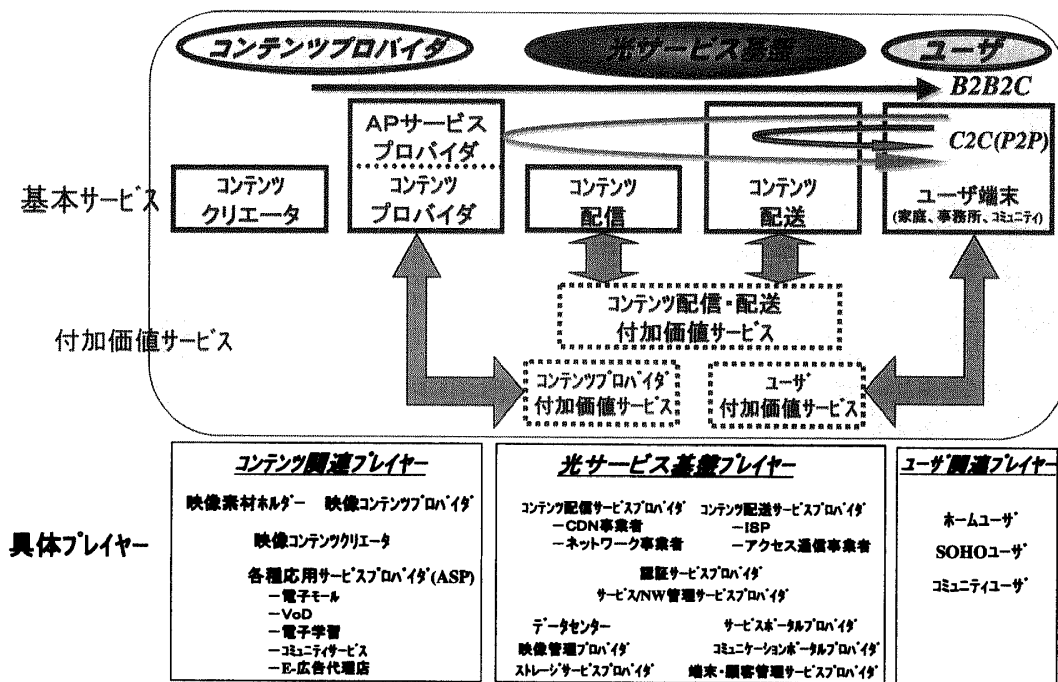 コンテンツプロバイダ
光サービス基盤
ユーザ
B2B2C
APサービス
プロバイダ
C2C(P2P)
基本サービス
コンテンツ
クリエータ
コンテンツ
プロバイダ
コンテンツ
配信
コンテンツ
配送
ユーザ端末
(家庭、事務所、コミュニティ)
コンテンツ配信・配送
付加価値サービス
付加価値サービス
コンテンツプロバイダ
付加価値サービス
ユーザ
付加価値サービス
具体プレイヤー
コンテンツ関連プレイヤー
映像素材ホルダー 映像コンテンツプロバイダ
映像コンテンツクリエータ
各種応用サービスプロバイダ(ASP)
－電子モール
－VoD
－電子学習
－コミュニティサービス
－E-広告代理店
光サービス基盤プレイヤー
コンテンツ配信サービスプロバイダ コンテンツ配送サービスプロバイダ
－CDN事業者 －ISP
－ネットワーク事業者 －アクセス通信事業者
認証サービスプロバイダ
サービス/NW管理サービスプロバイダ
データセンター サービスポータルプロバイダ
映像管理プロバイダ コミュニケーションポータルプロバイダ
ストレージサービスプロバイダ 端末・顧客管理サービスプロバイダ
ユーザ関連プレイヤー
ホームユーザ
SOHOユーザ
コミュニティユーザ